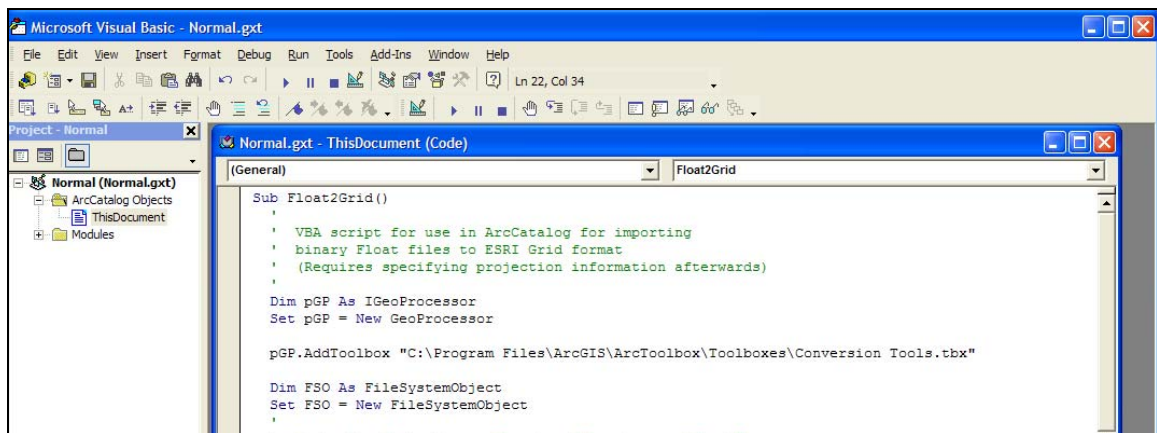 Microsoft Visual Basic - Normal.gxt
File Edit View Insert Format Debug Run Tools Add-Ins Window Help
Ln 22, Col 34
Project - Normal
Normal.gxt - ThisDocument (Code)
(General) Float2Grid
Normal (Normal.gxt)
ArcCatalog Objects
ThisDocument
Modules
Sub Float2Grid()
'
' VBA script for use in ArcCatalog for importing
' binary Float files to ESRI Grid format
' (Requires specifying projection information afterwards)
'
Dim pGP As IGeoProcessor
Set pGP = New GeoProcessor
pGP.AddToolbox "C:\Program Files\ArcGIS\ArcToolbox\Toolboxes\Conversion Tools.tbx"
Dim FSO As FileSystemObject
Set FSO = New FileSystemObject
'